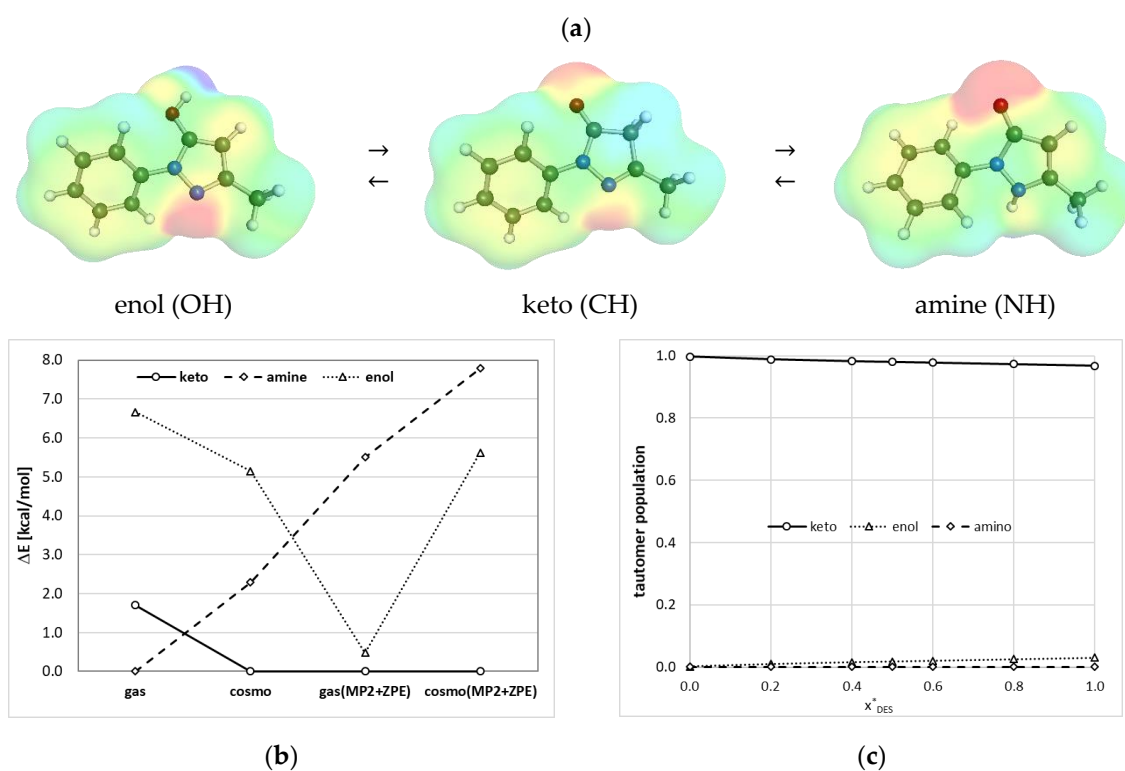 (a)
→ →
← ←
enol (OH) keto (CH) amine (NH)
8.0
7.0
6.0
5.0
4.0
3.0
2.0
1.0
0.0
ΔE [kcal/mol]
keto amine enol
gas cosmo gas(MP2+ZPE) cosmo(MP2+ZPE)
(b)
1.0
0.8
0.6
0.4
0.2
0.0
tautomer population
keto enol amino
0.0 0.2 0.4 0.6 0.8 1.0
x*DES
(c)